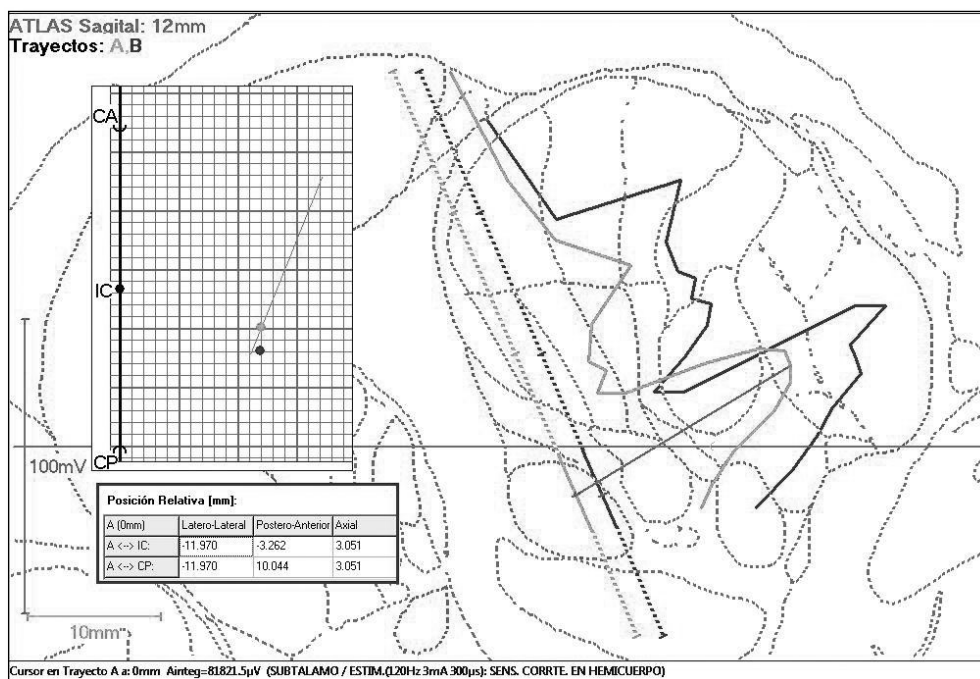 ATLAS Sagital: 12mm
Trayectos: A,B
CA
IC
CP
100mV
Posición Relativa [mm]:
A (0mm) Latero-Lateral Postero-Anterior Axial
A <--> IC: -11.970 -3.262 3.051
A <--> CP: -11.970 10.044 3.051
10mm
Cursor en Trayecto A a: 0mm Ainteg=81821.5µV (SUBTALAMO / ESTIM.(120Hz 3mA 300µs): SENS. CORRTE. EN HEMICUERPO)